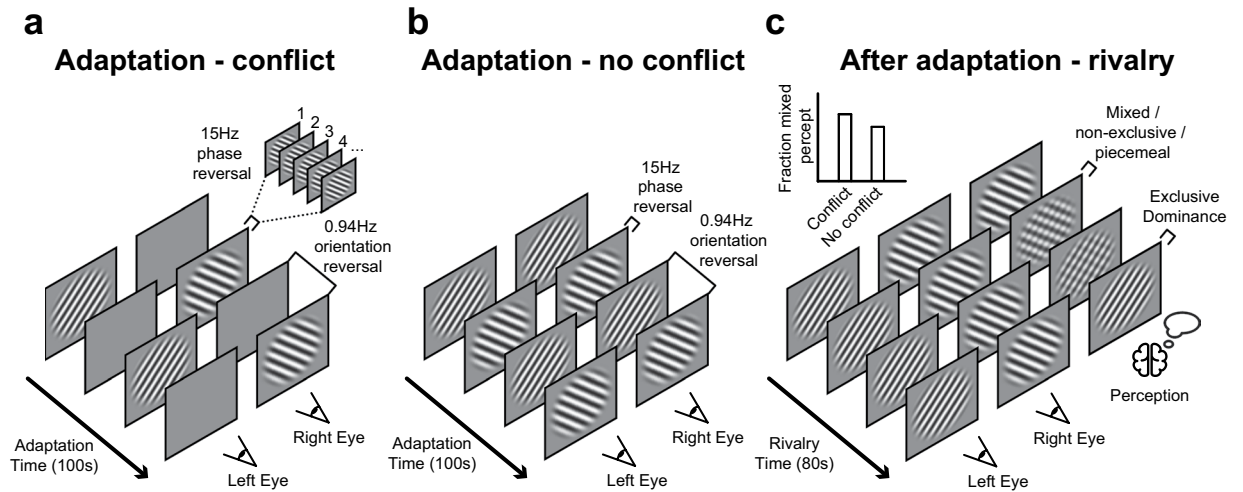 a
Adaptation - conflict
15Hz
phase
reversal
1
2
3
4 ...
0.94Hz
orientation
reversal
Adaptation
Time (100s)
Left Eye
Right Eye
b
Adaptation - no conflict
15Hz
phase
reversal
0.94Hz
orientation
reversal
Adaptation
Time (100s)
Left Eye
Right Eye
c
After adaptation - rivalry
Fraction mixed
percept
Conflict
No conflict
Mixed /
non-exclusive /
piecemeal
Exclusive
Dominance
Perception
Rivalry
Time (80s)
Left Eye
Right Eye